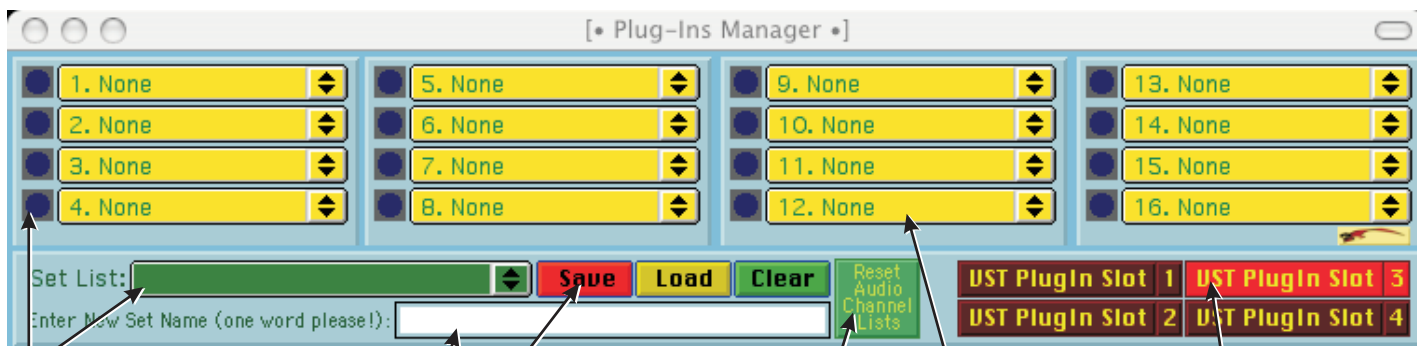 [• Plug-Ins Manager •]
1. None
2. None
3. None
4. None
5. None
6. None
7. None
8. None
9. None
10. None
11. None
12. None
13. None
14. None
15. None
16. None
Set List:
Save Load Clear
Enter New Set Name (one word please!):
Reset
Audio
Channel
Lists
VST PlugIn Slot 1
VST PlugIn Slot 2
VST PlugIn Slot 3
VST PlugIn Slot 4